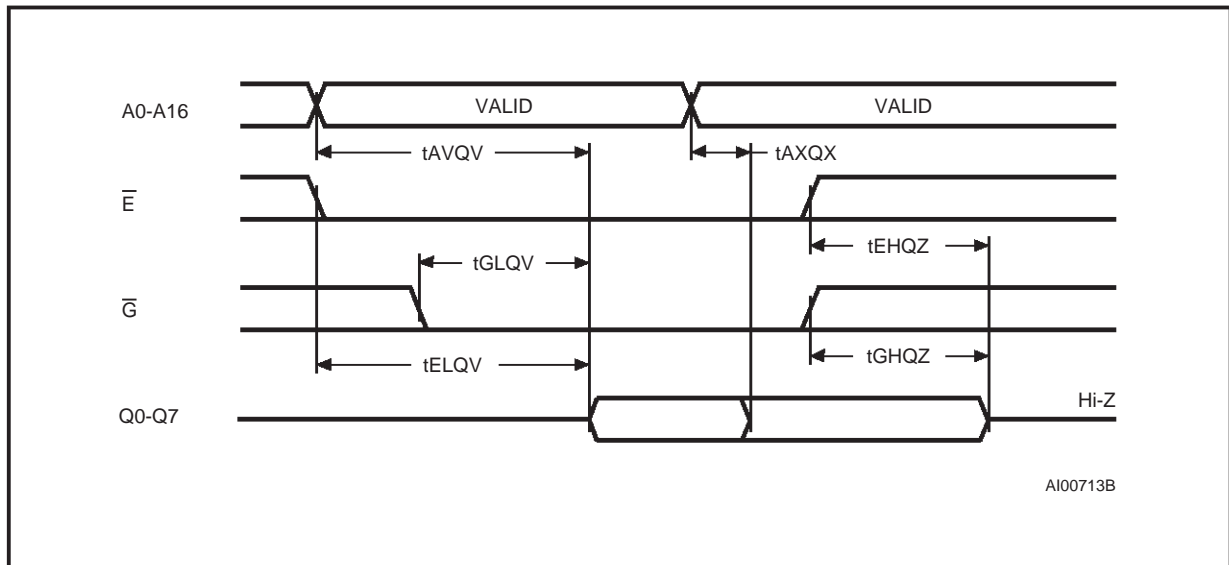 A0-A16
VALID
VALID
tAVQV
tAXQX
E̅
tEHQZ
tGLQV
G̅
tGHQZ
tELQV
Q0-Q7
Hi-Z
AI00713B